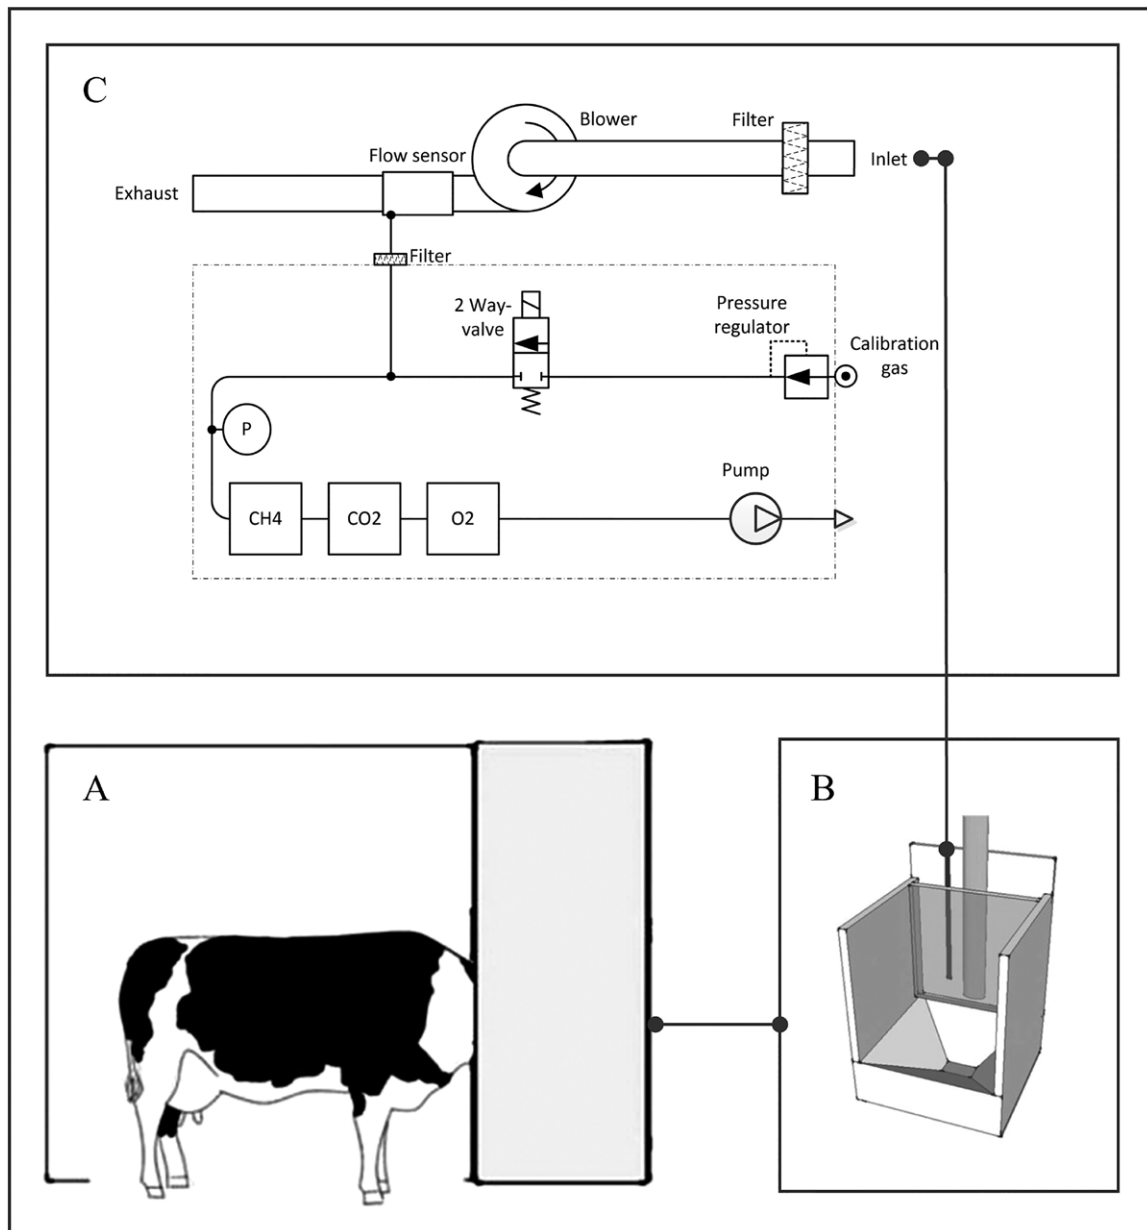 C
Blower
Filter
Flow sensor
Inlet
Exhaust
Filter
2 Way-
valve
Pressure
regulator
Calibration
gas
P
Pump
CH4
CO2
O2
A
B